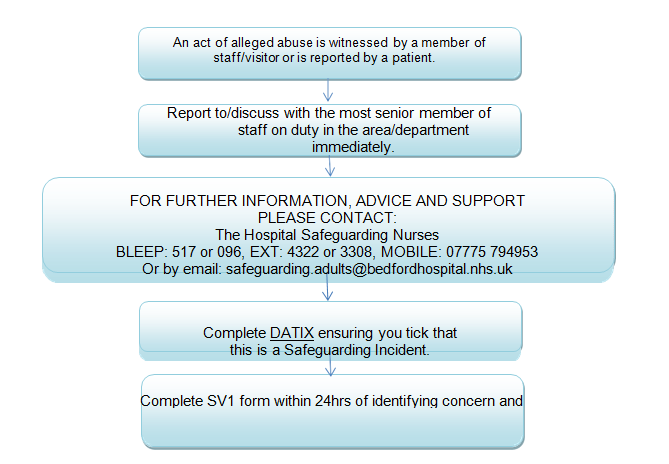 An act of alleged abuse is witnessed by a member of
staff/visitor or is reported by a patient.
Report to/discuss with the most senior member of
staff on duty in the area/department
immediately.
FOR FURTHER INFORMATION, ADVICE AND SUPPORT
PLEASE CONTACT:
The Hospital Safeguarding Nurses
BLEEP: 517 or 096, EXT: 4322 or 3308, MOBILE: 07775 794953
Or by email: safeguarding.adults@bedfordhospital.nhs.uk
Complete DATIX ensuring you tick that
this is a Safeguarding Incident.
Complete SV1 form within 24hrs of identifying concern and